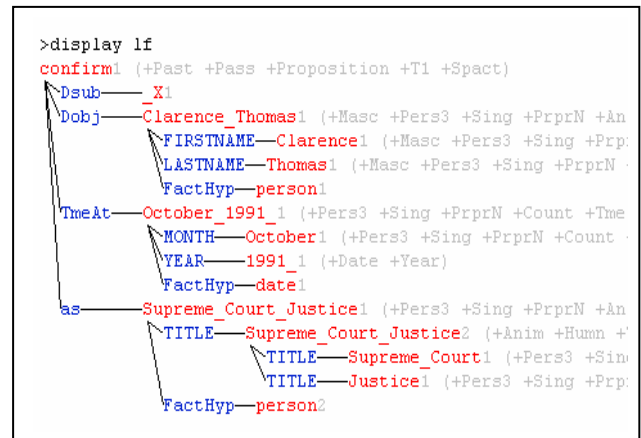 >display lf
confirm1 (+Past +Pass +Proposition +T1 +Spact)
Dsub _X1
Dobj Clarence_Thomas1 (+Masc +Pers3 +Sing +PrprN +An
FIRSTNAME Clarence1 (+Masc +Pers3 +Sing +Prp
LASTNAME Thomas1 (+Masc +Pers3 +Sing +PrprN +
FactHyp person1
TmeAt October_1991_1 (+Pers3 +Sing +PrprN +Count +Tme
MONTH October1 (+Pers3 +Sing +PrprN +Count
YEAR 1991_1 (+Date +Year)
FactHyp date1
as Supreme_Court_Justice1 (+Pers3 +Sing +PrprN +An
TITLE Supreme_Court_Justice2 (+Anim +Humn +
TITLE Supreme_Court1 (+Pers3 +Sin
TITLE Justice1 (+Pers3 +Sing +Prp
FactHyp person2